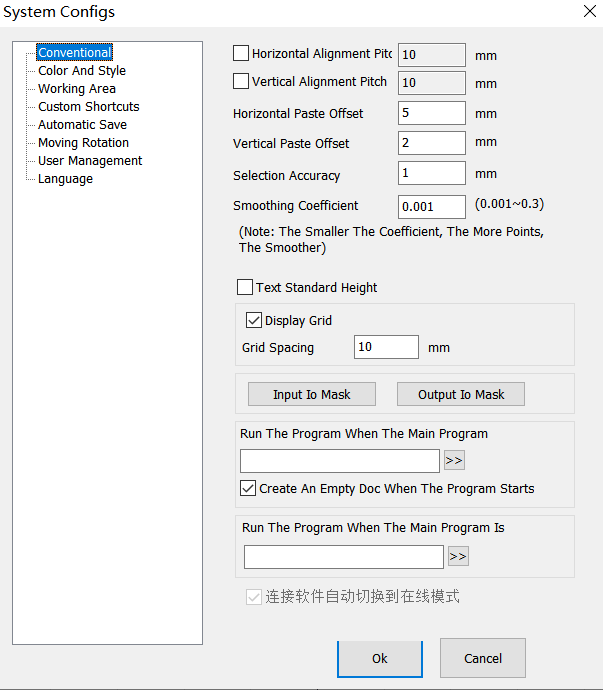 System Configs
Conventional
Color And Style
Working Area
Custom Shortcuts
Automatic Save
Moving Rotation
User Management
Language
Horizontal Alignment Pitc 10 mm
Vertical Alignment Pitch 10 mm
Horizontal Paste Offset 5 mm
Vertical Paste Offset 2 mm
Selection Accuracy 1 mm
Smoothing Coefficient 0.001 (0.001~0.3)
(Note: The Smaller The Coefficient, The More Points,
The Smoother)
Text Standard Height
Display Grid
Grid Spacing 10 mm
Input Io Mask Output Io Mask
Run The Program When The Main Program
>>
Create An Empty Doc When The Program Starts
Run The Program When The Main Program Is
>>
连接软件自动切换到在线模式
Ok Cancel